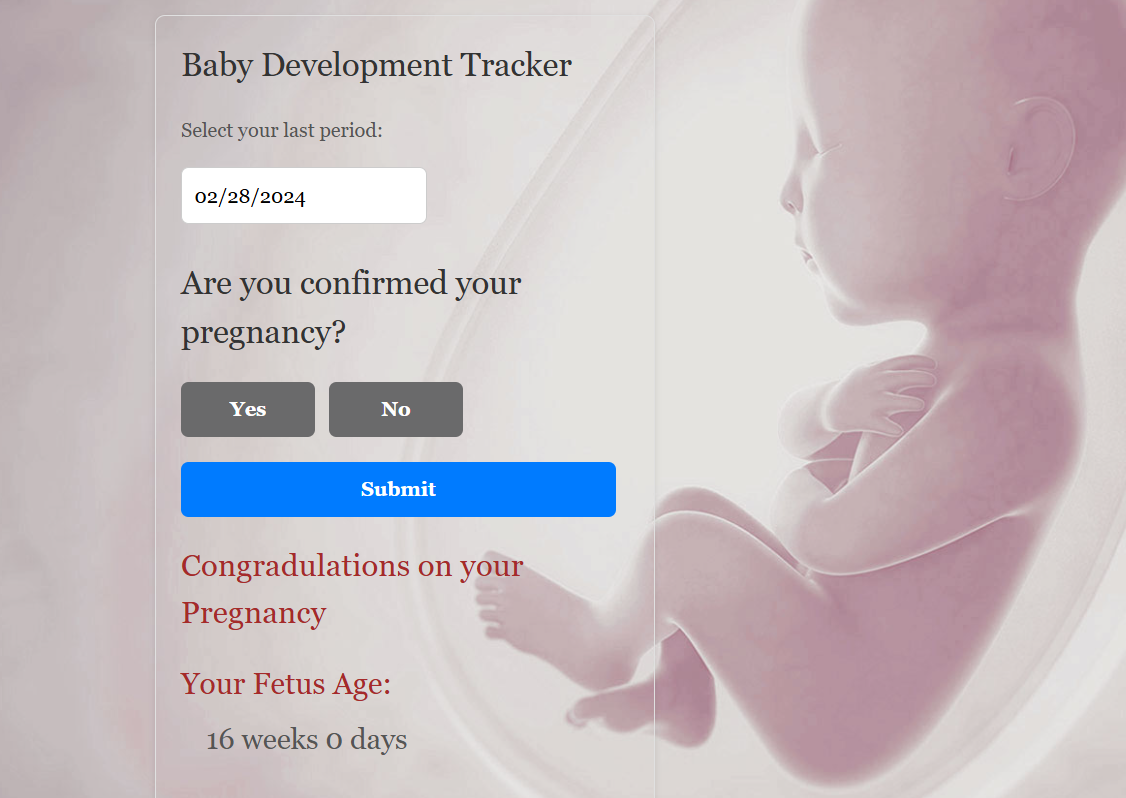 Baby Development Tracker
Select your last period:
02/28/2024
Are you confirmed your
pregnancy?
Yes No
Submit
Congradulations on your
Pregnancy
Your Fetus Age:
16 weeks 0 days